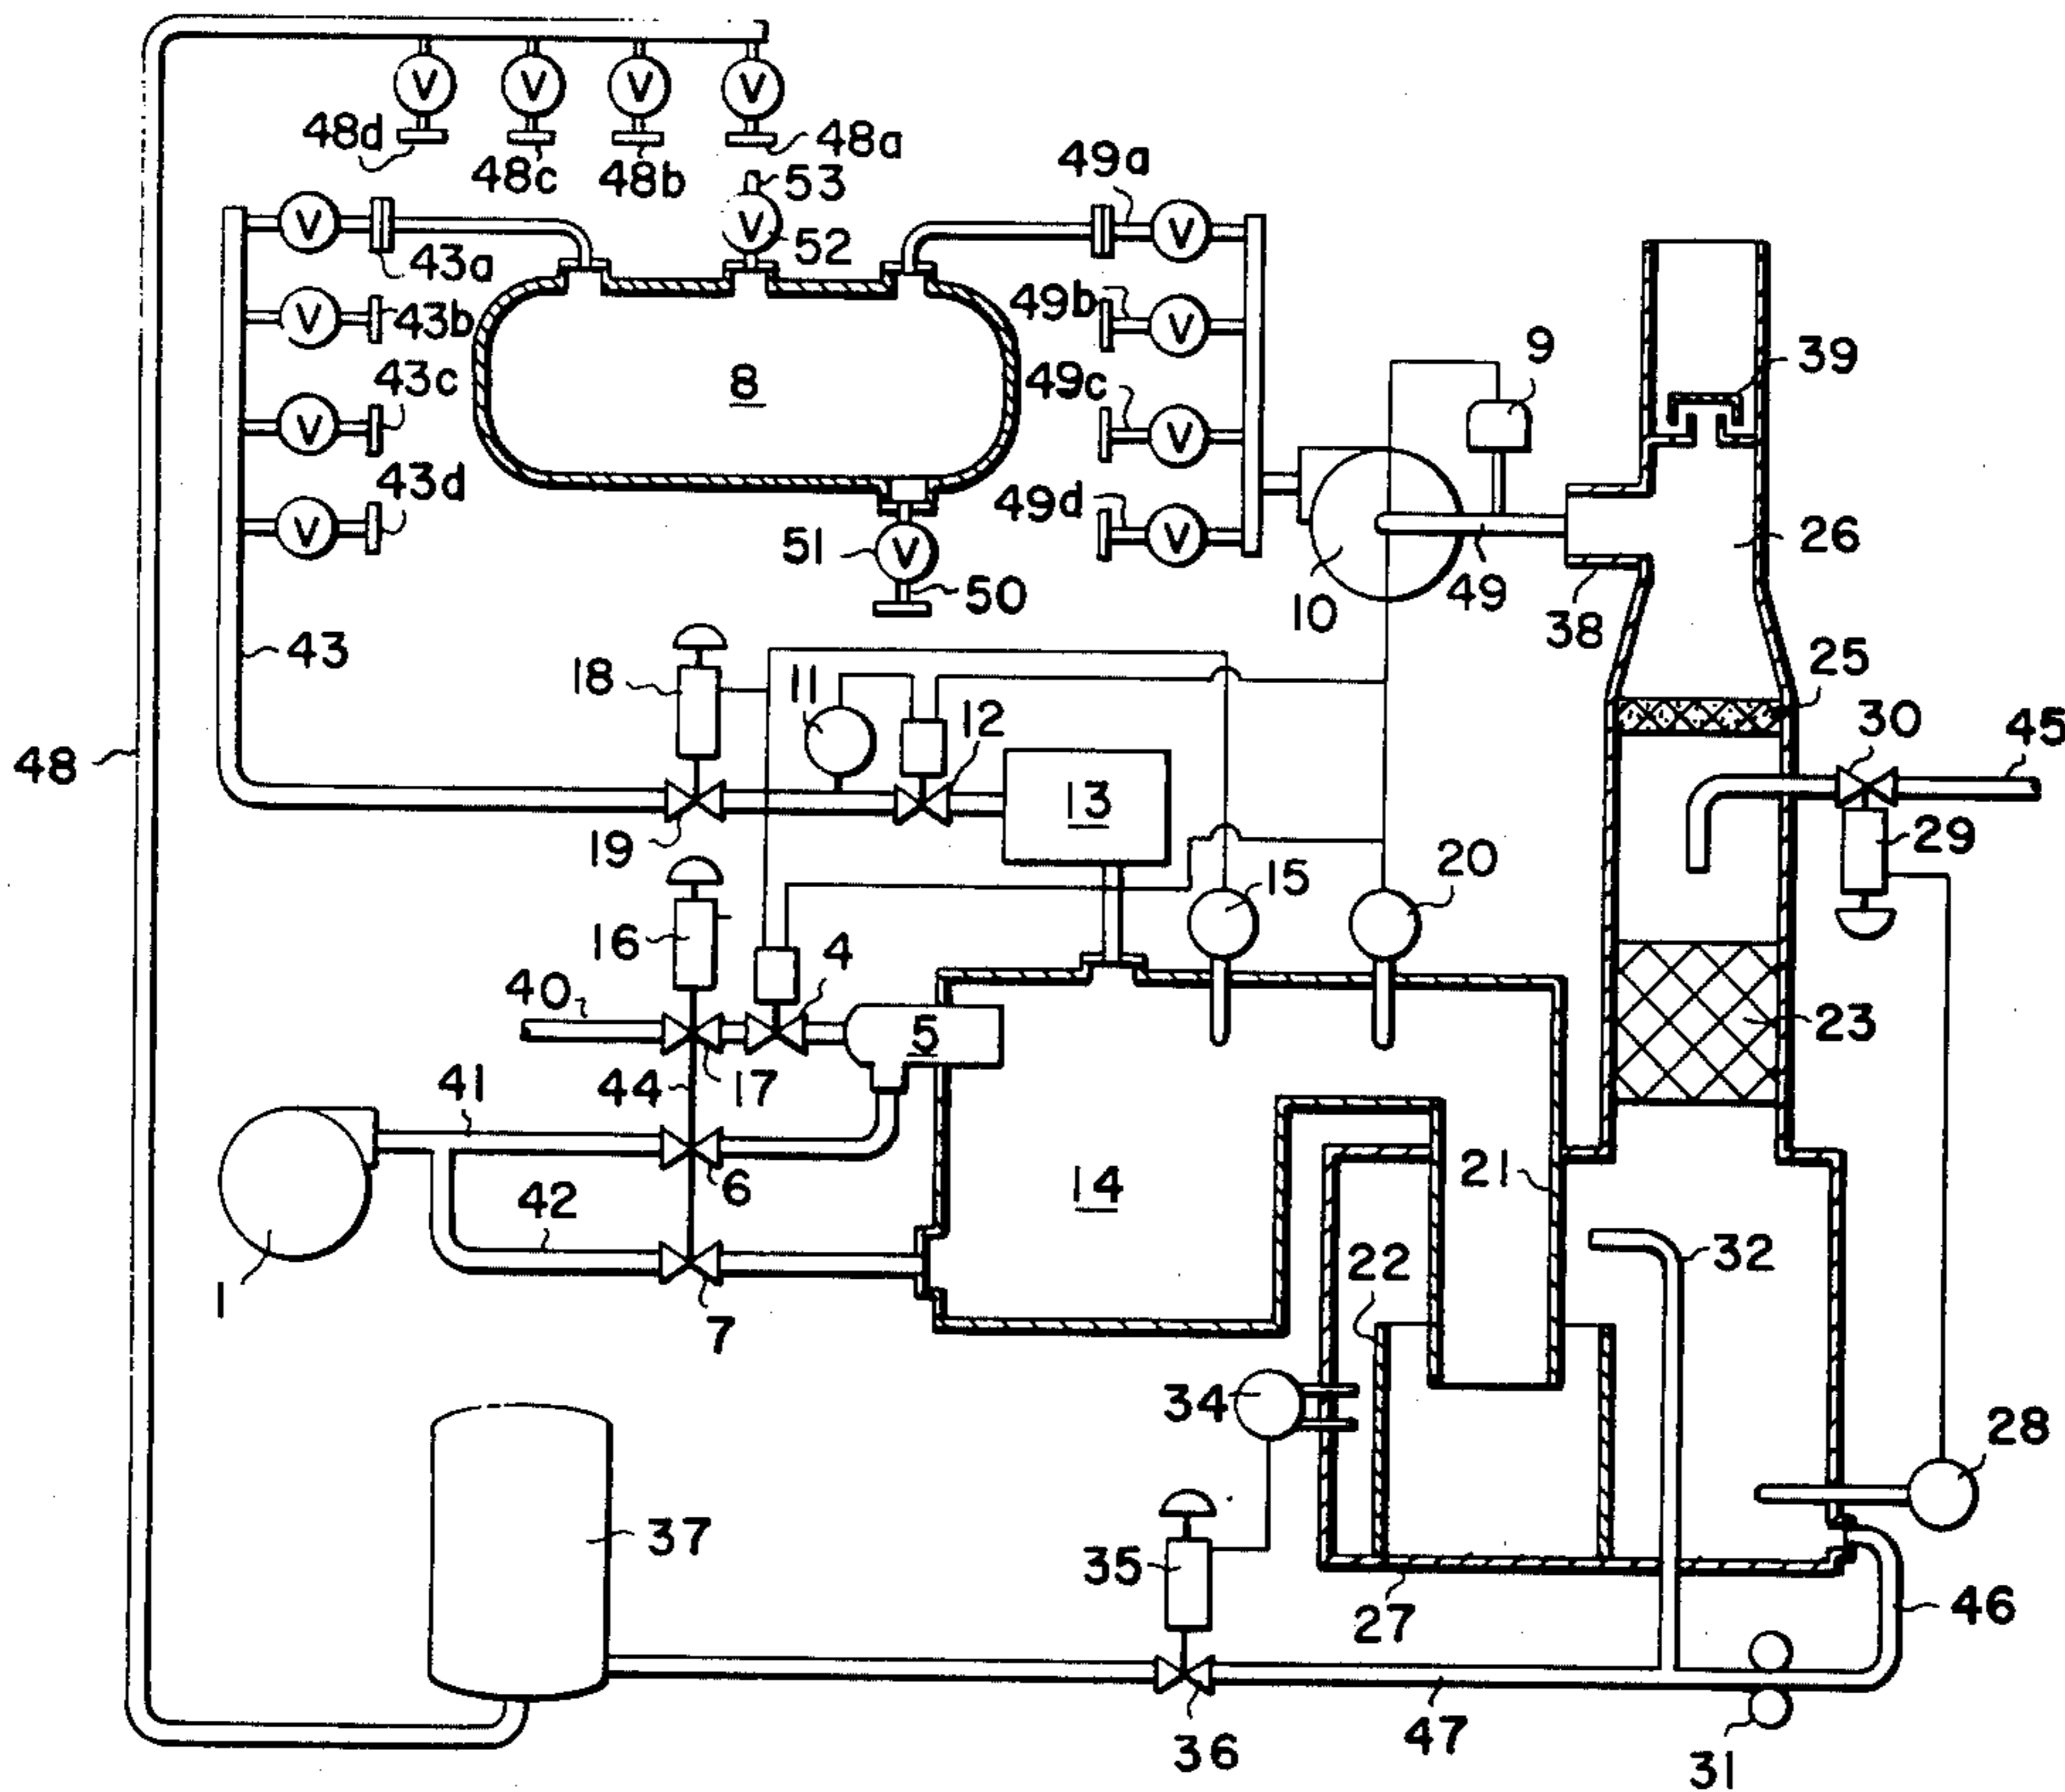 V V V V
48d 48c 48b 48a
53
49a
V V V V
43a 52
V 43b 49b V
9 39
8
V 43c 49c V
V 43d 49d V
51 V 50
10 49 38 26
43
18 11 12 25
30 45
48
13
19 29
16 4 15 20
40
5 23
44 17
41
6 14 21
42
22 32
1 7
34 28
37
35
27 46
36 47 31